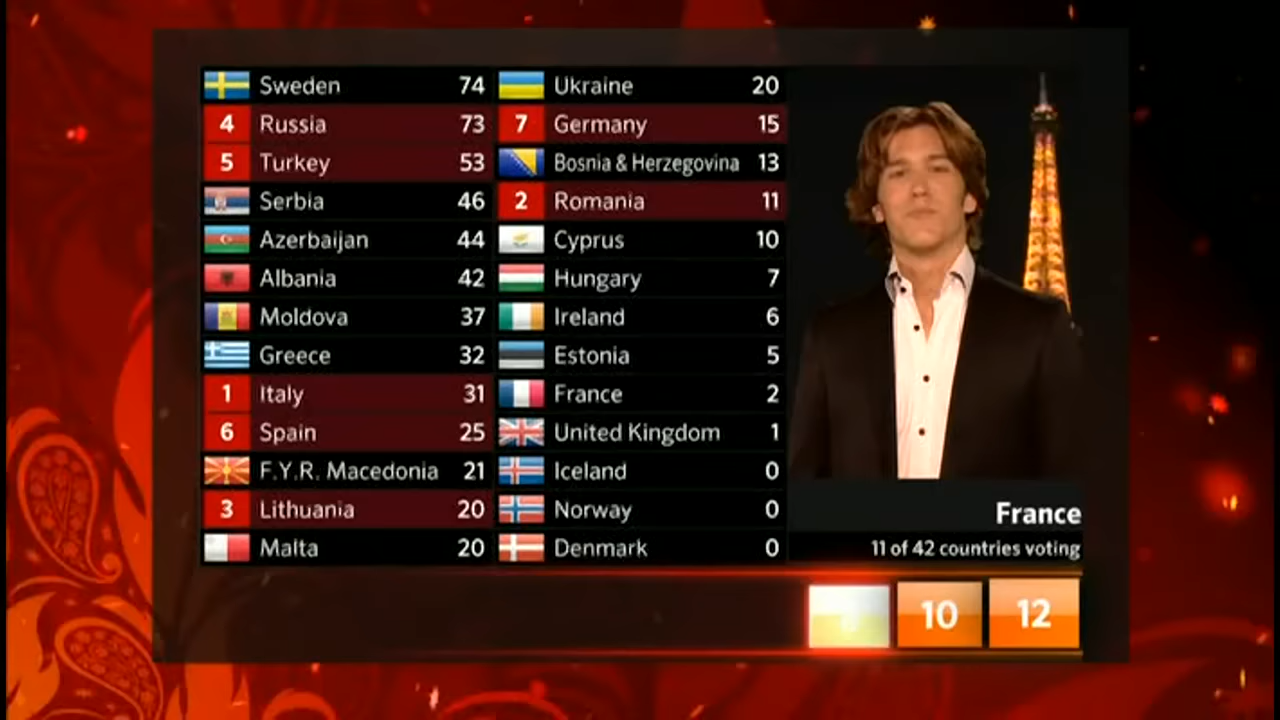 Sweden 74
4 Russia 73
5 Turkey 53
Serbia 46
Azerbaijan 44
Albania 42
Moldova 37
Greece 32
1 Italy 31
6 Spain 25
F.Y.R. Macedonia 21
3 Lithuania 20
Malta 20
Ukraine 20
7 Germany 15
Bosnia & Herzegovina 13
2 Romania 11
Cyprus 10
Hungary 7
Ireland 6
Estonia 5
France 2
United Kingdom 1
Iceland 0
Norway 0
Denmark 0
France
11 of 42 countries voting
10 12